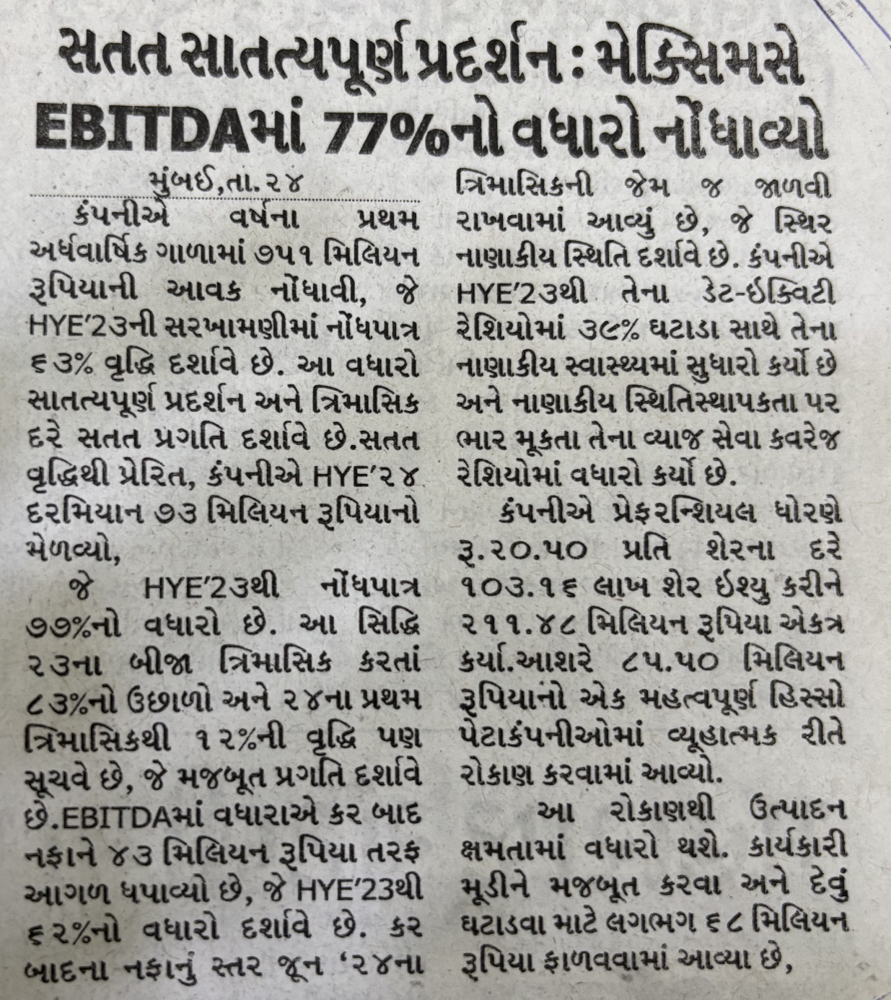 સતત સાતત્યપૂર્ણ પ્રદર્શન : મેક્સિમસે
EBITDAમાં 77%નો વધારો નોંધાવ્યો
મુંબઈ,તા.૨૪
કંપનીએ વર્ષના પ્રથમ
અર્ધવાર્ષિક ગાળામાં ૭૫૧ મિલિયન
રૂપિયાની આવક નોંધાવી, જે
HYE'2૩ની સરખામણીમાં નોંધપાત્ર
૬૩% વૃદ્ધિ દર્શાવે છે. આ વધારો
સાતત્યપૂર્ણ પ્રદર્શન અને ત્રિમાસિક
દરે સતત પ્રગતિ દર્શાવે છે.સતત
વૃદ્ધિથી પ્રેરિત, કંપનીએ HYE'૨૪
દરમિયાન ૭૩ મિલિયન રૂપિયાનો
મેળવ્યો,
જે HYE'2૩થી નોંધપાત્ર
૭૭%નો વધારો છે. આ સિદ્ધિ
૨૩ના બીજા ત્રિમાસિક કરતાં
૮૩%નો ઉછાળો અને ૨૪ના પ્રથમ
ત્રિમાસિકથી ૧૨%ની વૃદ્ધિ પણ
સૂચવે છે, જે મજબૂત પ્રગતિ દર્શાવે
છે.EBITDAમાં વધારાએ કર બાદ
નફાને ૪૩ મિલિયન રૂપિયા તરફ
આગળ ધપાવ્યો છે, જે HYE'23થી
૬૨%નો વધારો દર્શાવે છે. કર
બાદના નફાનું સ્તર જૂન ‘૨૪ના
ત્રિમાસિકની જેમ જ જાળવી
રાખવામાં આવ્યું છે, જે સ્થિર
નાણાકીય સ્થિતિ દર્શાવે છે. કંપનીએ
HYE'2૩થી તેના ડેટ-ઇક્વિટી
રેશિયોમાં ૩૯% ઘટાડા સાથે તેના
નાણાકીય સ્વાસ્થ્યમાં સુધારો કર્યો છે
અને નાણાકીય સ્થિતિસ્થાપકતા પર
ભાર મૂકતા તેના વ્યાજ સેવા કવરેજ
રેશિયોમાં વધારો કર્યો છે.
કંપનીએ પ્રેફરન્શિયલ ધોરણે
રૂ.૨૦.૫૦ પ્રતિ શેરના દરે
૧૦૩.૧૬ લાખ શેર ઇશ્યુ કરીને
૨૧૧.૪૮ મિલિયન રૂપિયા એકત્ર
કર્યા.આશરે ૮૫.૫૦ મિલિયન
રૂપિયાનો એક મહત્વપૂર્ણ હિસ્સો
પેટાકંપનીઓમાં વ્યૂહાત્મક રીતે
રોકાણ કરવામાં આવ્યો.
આ રોકાણથી ઉત્પાદન
ક્ષમતામાં વધારો થશે. કાર્યકારી
મૂડીને મજબૂત કરવા અને દેવું
ઘટાડવા માટે લગભગ ૬૮ મિલિયન
રૂપિયા ફાળવવામાં આવ્યા છે,